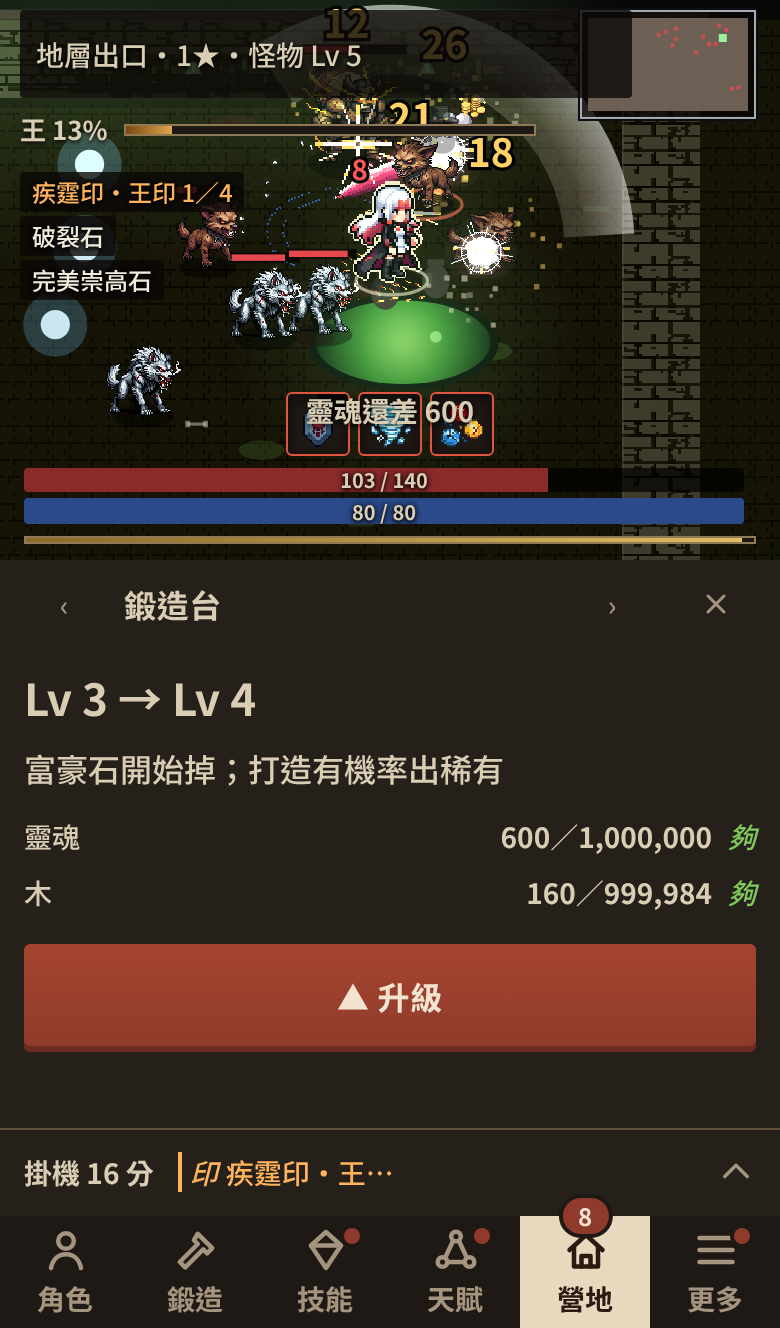 12
26
地層出口・1★・怪物 Lv 5
王 13%
21
18
8
疾霆印・王印 1／4
破裂石
完美崇高石
靈魂還差 600
103 / 140
80 / 80
‹ 鍛造台 › ×
Lv 3 → Lv 4
富豪石開始掉；打造有機率出稀有
靈魂 600／1,000,000 夠
木 160／999,984 夠
▲ 升級
掛機 16 分 印 疾霆印・王…
8
角色 鍛造 技能 天賦 營地 更多